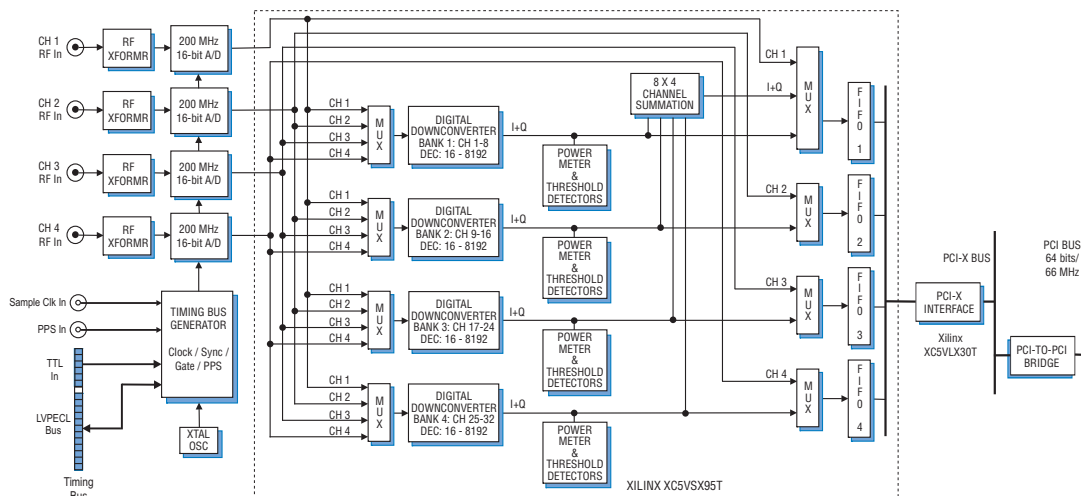 CH 1
RF In
RF
XFORMR
200 MHz
16-bit A/D
CH 2
RF In
RF
XFORMR
200 MHz
16-bit A/D
CH 3
RF In
RF
XFORMR
200 MHz
16-bit A/D
CH 4
RF In
RF
XFORMR
200 MHz
16-bit A/D
Sample Clk In
PPS In
TTL
In
LVPECL
Bus
Timing
Bus
TIMING BUS
GENERATOR
Clock / Sync /
Gate / PPS
XTAL
OSC
CH 1
CH 2
CH 3
CH 4
MUX
DIGITAL
DOWNCONVERTER
BANK 1: CH 1-8
DEC: 16 - 8192
I+Q
POWER
METER
&
THRESHOLD
DETECTORS
CH 1
CH 2
CH 3
CH 4
MUX
DIGITAL
DOWNCONVERTER
BANK 2: CH 9-16
DEC: 16 - 8192
I+Q
POWER
METER
&
THRESHOLD
DETECTORS
CH 1
CH 2
CH 3
CH 4
MUX
DIGITAL
DOWNCONVERTER
BANK 3: CH 17-24
DEC: 16 - 8192
I+Q
POWER
METER
&
THRESHOLD
DETECTORS
CH 1
CH 2
CH 3
CH 4
MUX
DIGITAL
DOWNCONVERTER
BANK 4: CH 25-32
DEC: 16 - 8192
I+Q
POWER
METER
&
THRESHOLD
DETECTORS
8 X 4
CHANNEL
SUMMATION
CH 1
I+Q
MUX
FIFO 1
CH 2
MUX
FIFO 2
CH 3
MUX
FIFO 3
CH 4
MUX
FIFO 4
XILINX XC5VSX95T
PCI-X
INTERFACE
Xilinx
XC5VLX30T
PCI-X BUS
PCI-TO-PCI
BRIDGE
PCI BUS
64 bits/
66 MHz